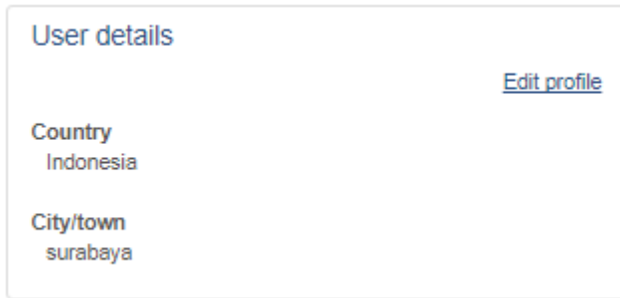 User details
Edit profile
Country
Indonesia
City/town
surabaya